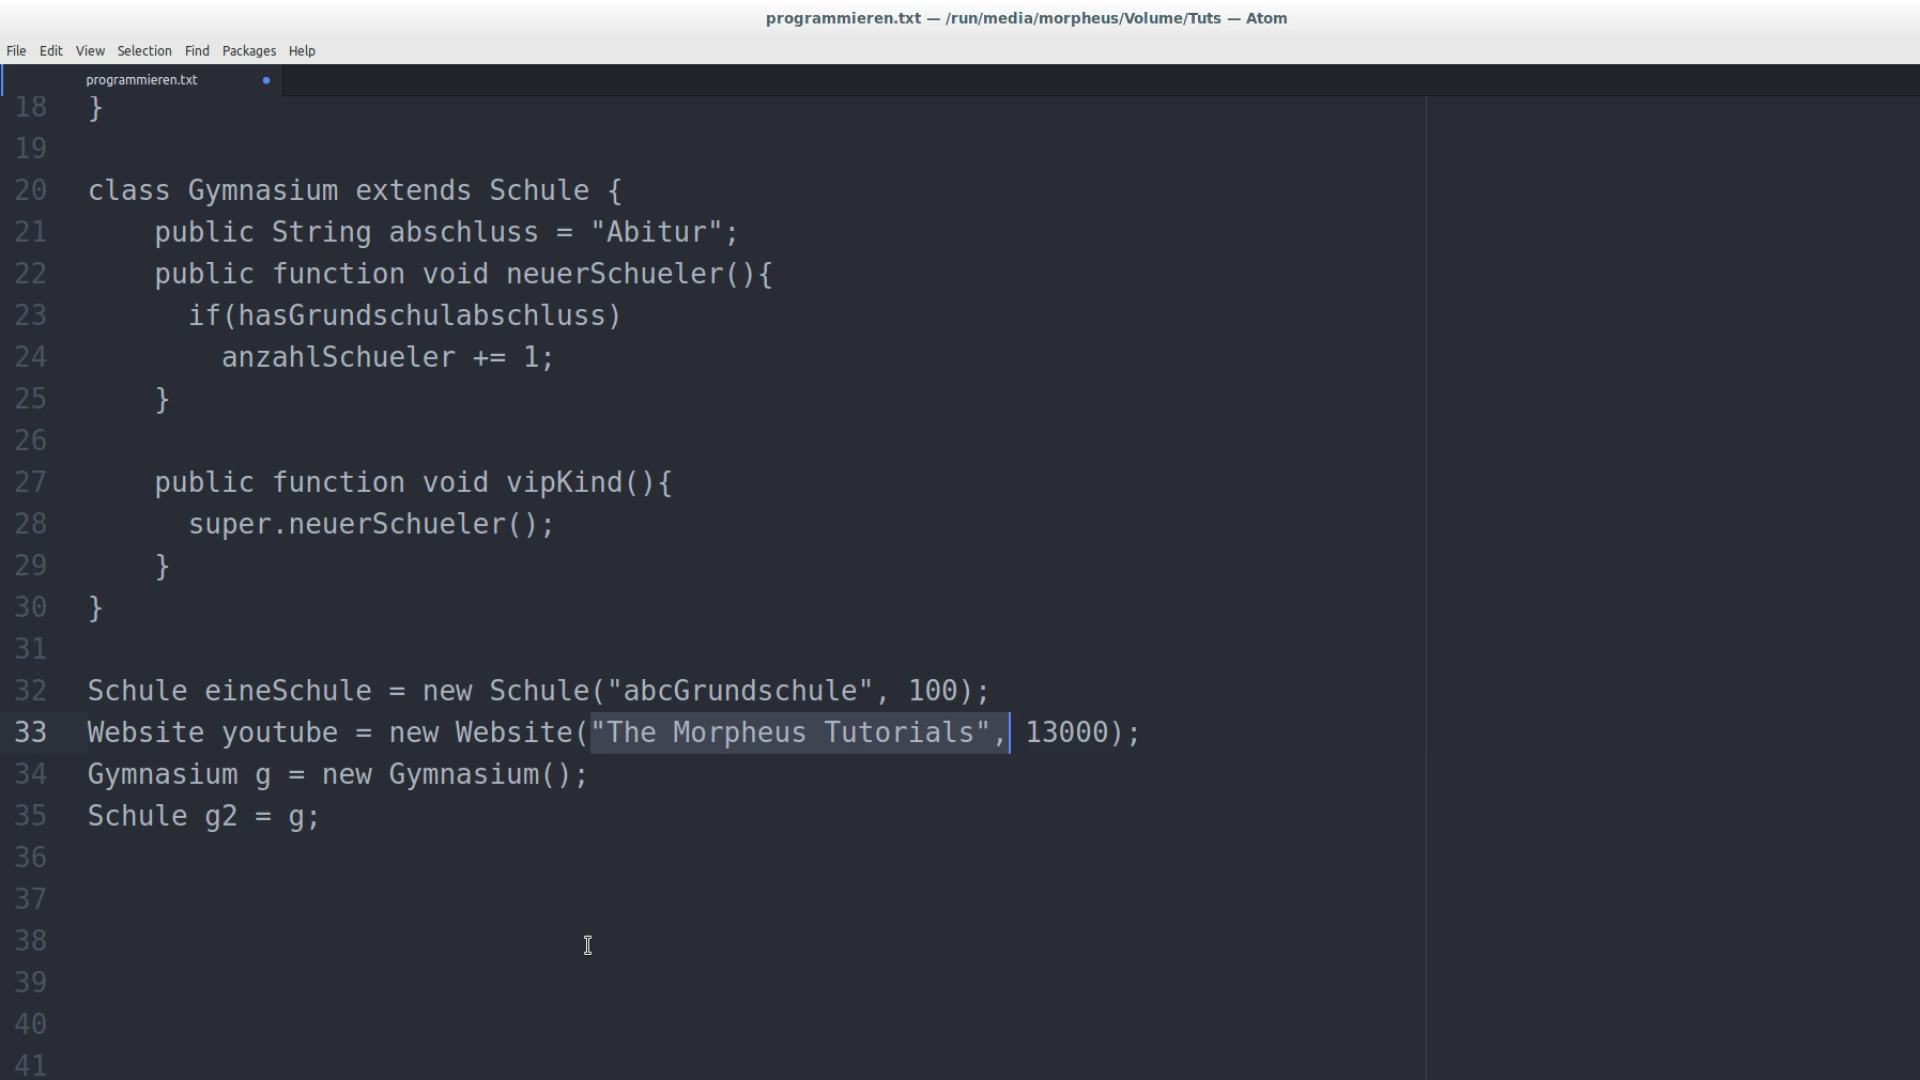 programmieren.txt — /run/media/morpheus/Volume/Tuts — Atom
File Edit View Selection Find Packages Help
programmieren.txt
18 }
19
20 class Gymnasium extends Schule {
21     public String abschluss = "Abitur";
22     public function void neuerSchueler(){
23       if(hasGrundschulabschluss)
24         anzahlSchueler += 1;
25     }
26
27     public function void vipKind(){
28       super.neuerSchueler();
29     }
30 }
31
32 Schule eineSchule = new Schule("abcGrundschule", 100);
33 Website youtube = new Website("The Morpheus Tutorials", 13000);
34 Gymnasium g = new Gymnasium();
35 Schule g2 = g;
36
37
38
39
40
41